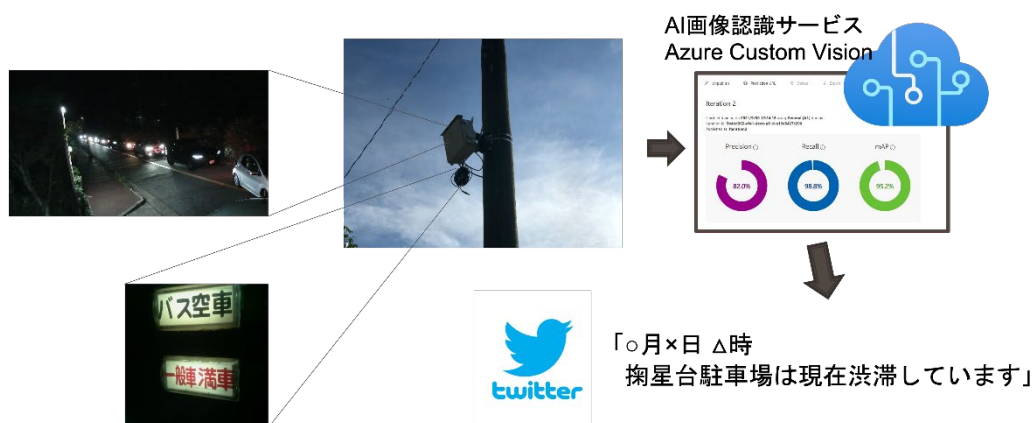 AI画像認識サービス
Azure Custom Vision
Iteration 2
Precision
Recall
mAP
82.0%
98.8%
95.2%
バス空車
一般車満車
twitter
「○月×日 △時
掬星台駐車場は現在渋滞しています」